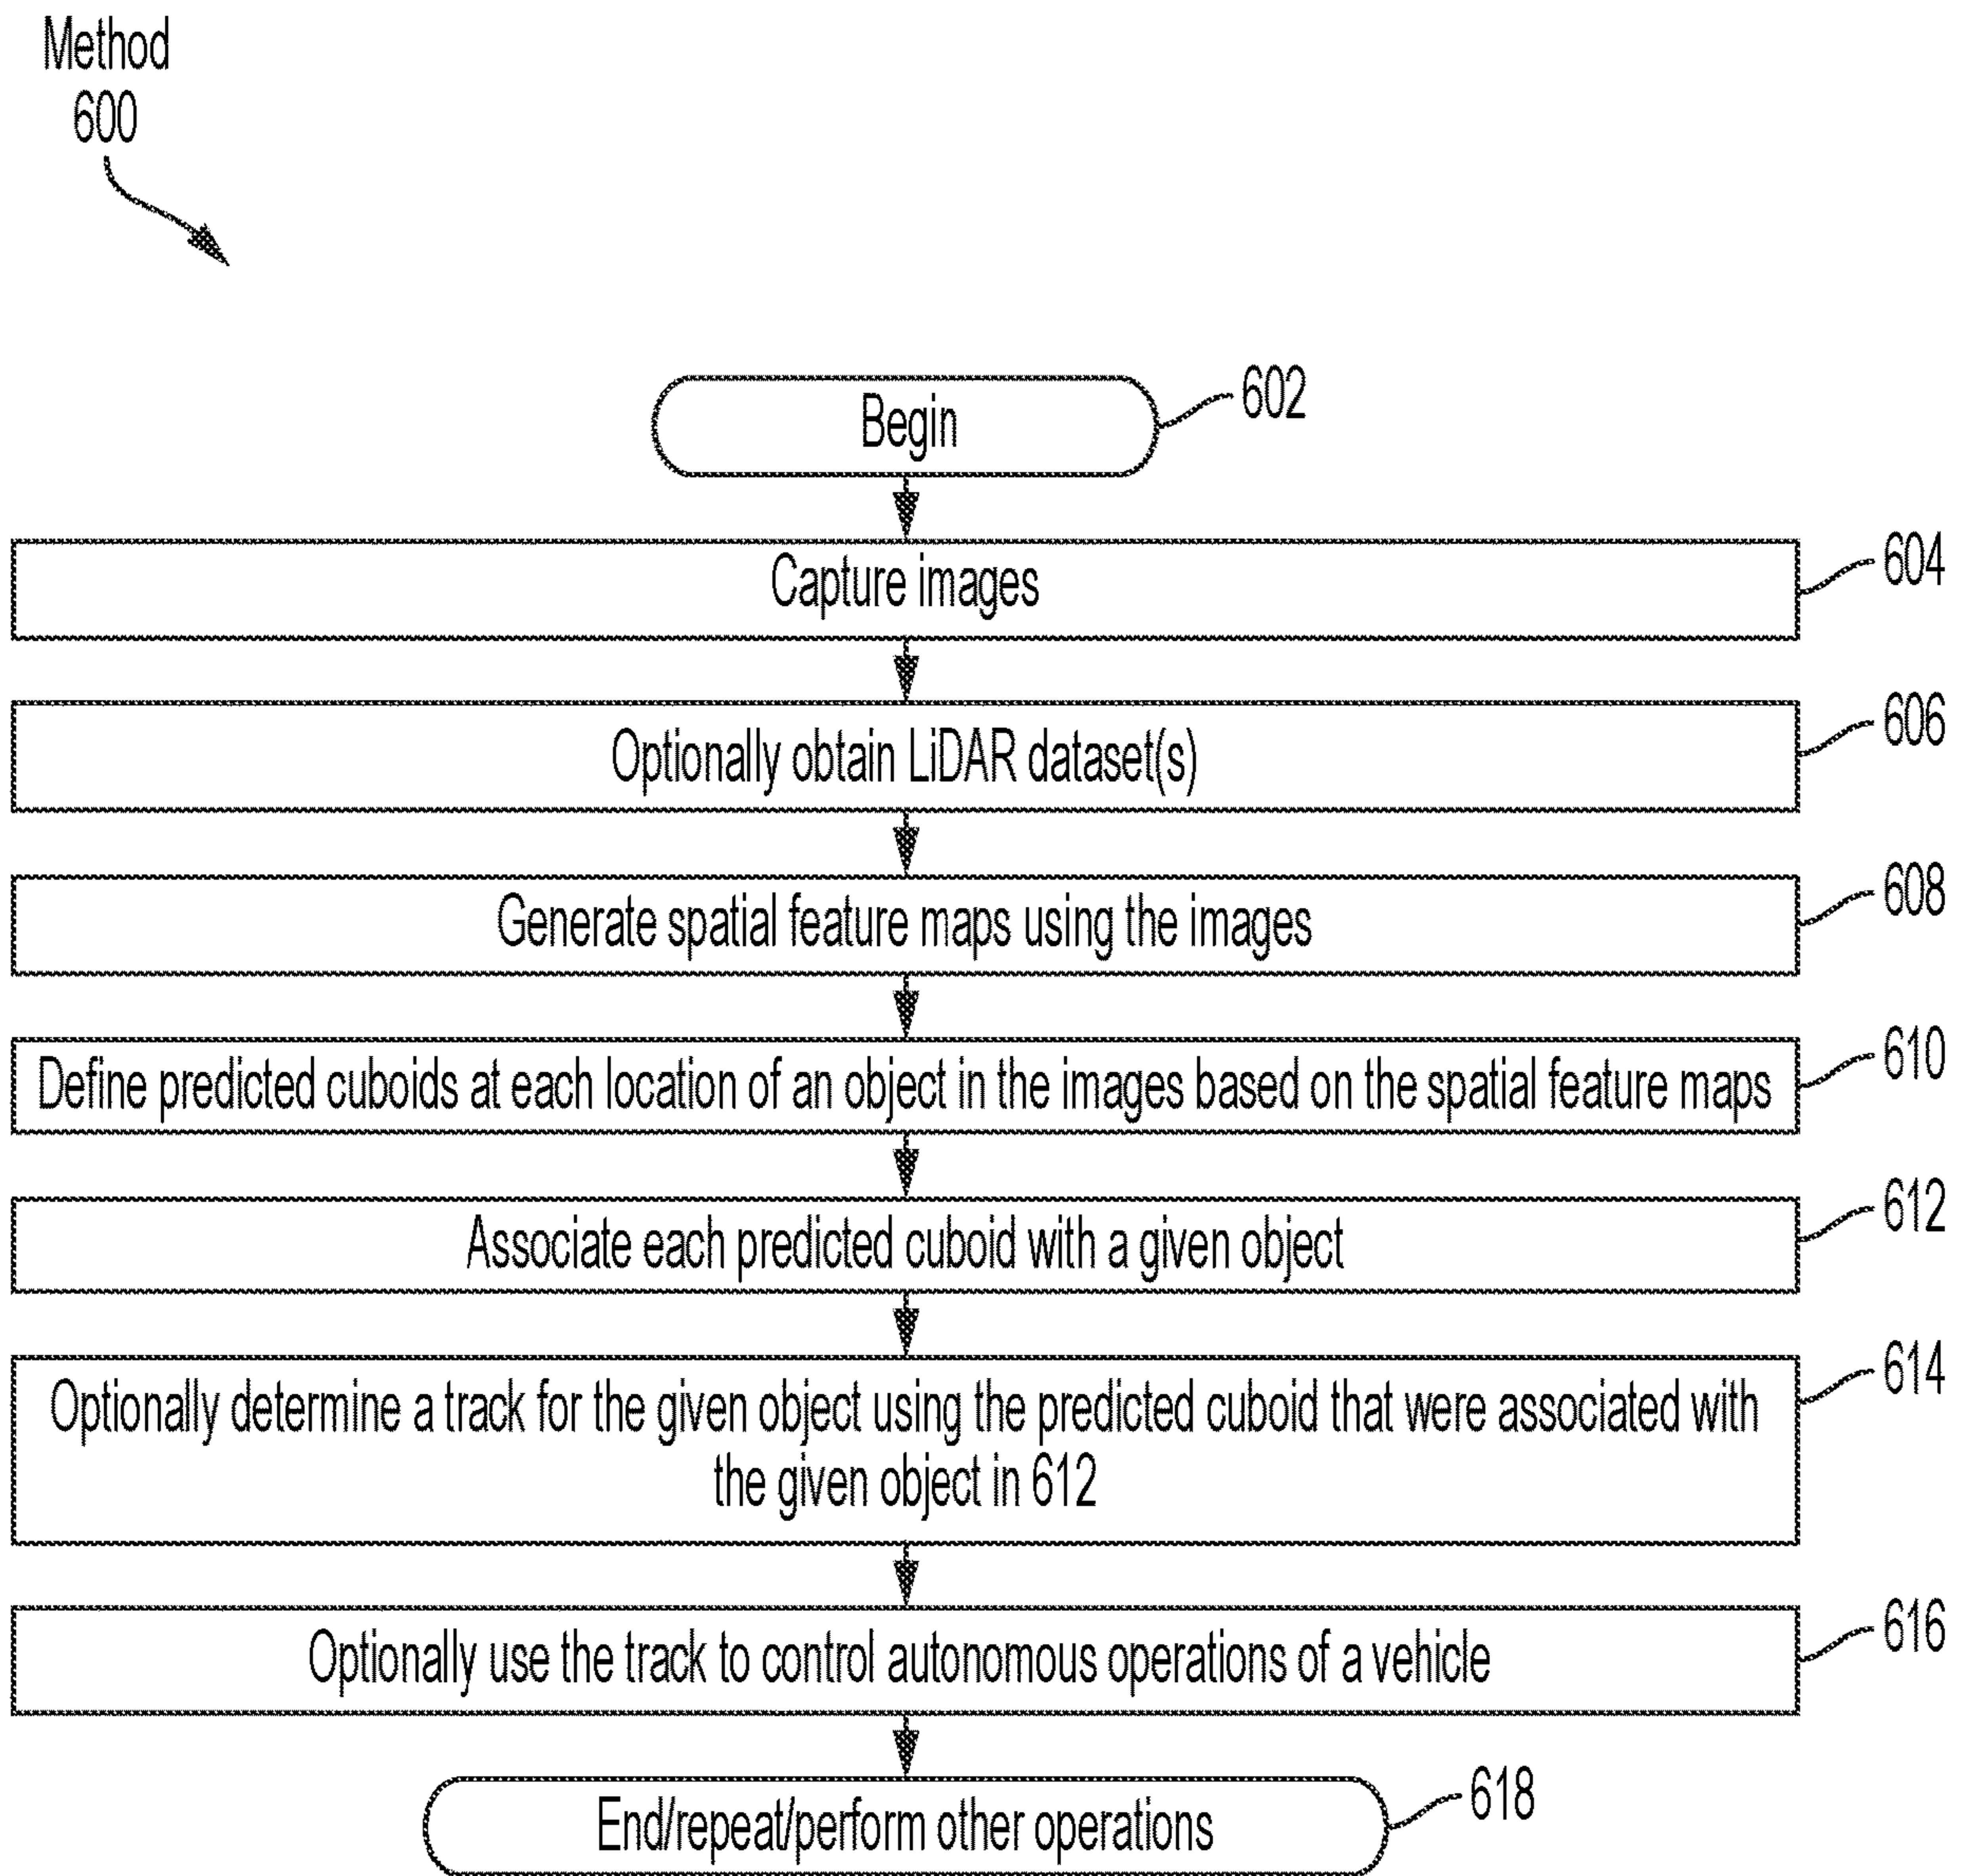 Method
600
Begin
602
Capture images
604
Optionally obtain LiDAR dataset(s)
606
Generate spatial feature maps using the images
608
Define predicted cuboids at each location of an object in the images based on the spatial feature maps
610
Associate each predicted cuboid with a given object
612
Optionally determine a track for the given object using the predicted cuboid that were associated with
the given object in 612
614
Optionally use the track to control autonomous operations of a vehicle
616
End/repeat/perform other operations
618